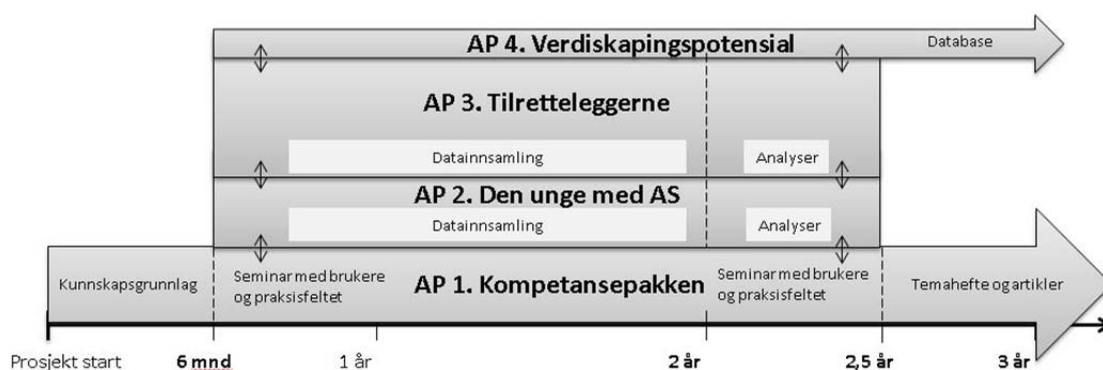 AP 4. Verdiskapingspotensial
Database
AP 3. Tilretteleggerne
Datainnsamling
Analyser
AP 2. Den unge med AS
Datainnsamling
Analyser
Kunnskapsgrunnlag
Seminar med brukere
og praksisfeltet
AP 1. Kompetansepakken
Seminar med brukere
og praksisfeltet
Temahefte og artikler
Prosjekt start
6 mnd
1 år
2 år
2,5 år
3 år